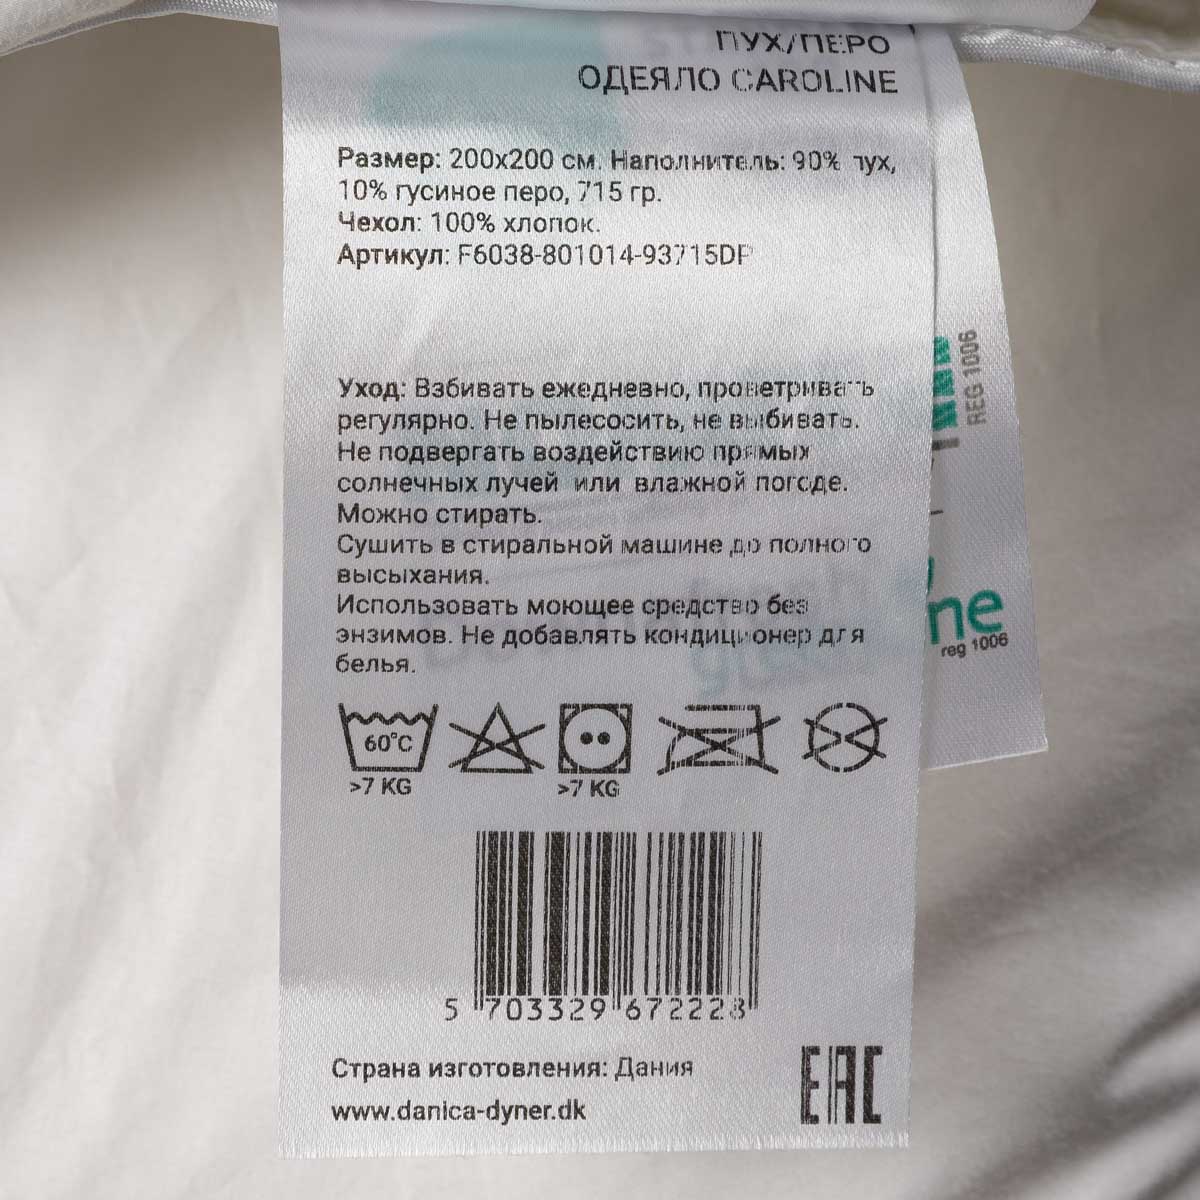 ПУХ/ПЕРО
ОДЕЯЛО CAROLINE
Размер: 200x200 см. Наполнитель: 90% пух,
10% гусиное перо, 715 гр.
Чехол: 100% хлопок.
Артикул: F6038-801014-93715DP
Уход: Взбивать ежедневно, проветривать
регулярно. Не пылесосить, не выбивать.
Не подвергать воздействию прямых
солнечных лучей или влажной погоде.
Можно стирать.
Сушить в стиральной машине до полного
высыхания.
Использовать моющее средство без
энзимов. Не добавлять кондиционер для
белья.
60°C
>7 KG >7 KG
5 703329 672228
Страна изготовления: Дания
www.danica-dyner.dk
EAC
REG 1006
ne
reg 1006